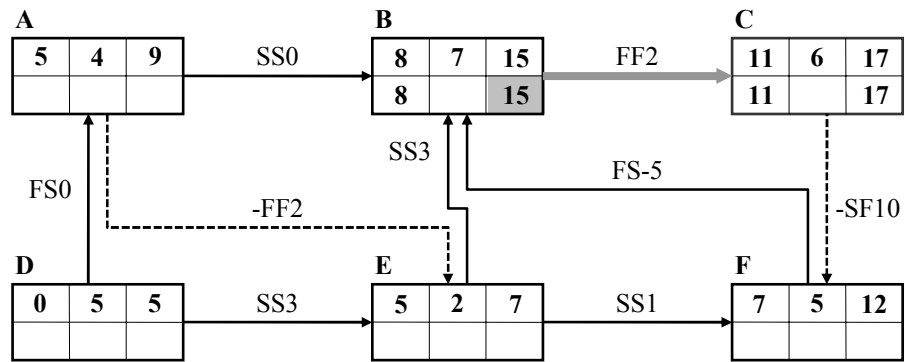 A B C
5 4 9 SS0 8 7 15 FF2 11 6 17
8 15 11 17
SS3
FS-5
FS0
-FF2
-SF10
D E F
0 5 5 SS3 5 2 7 SS1 7 5 12